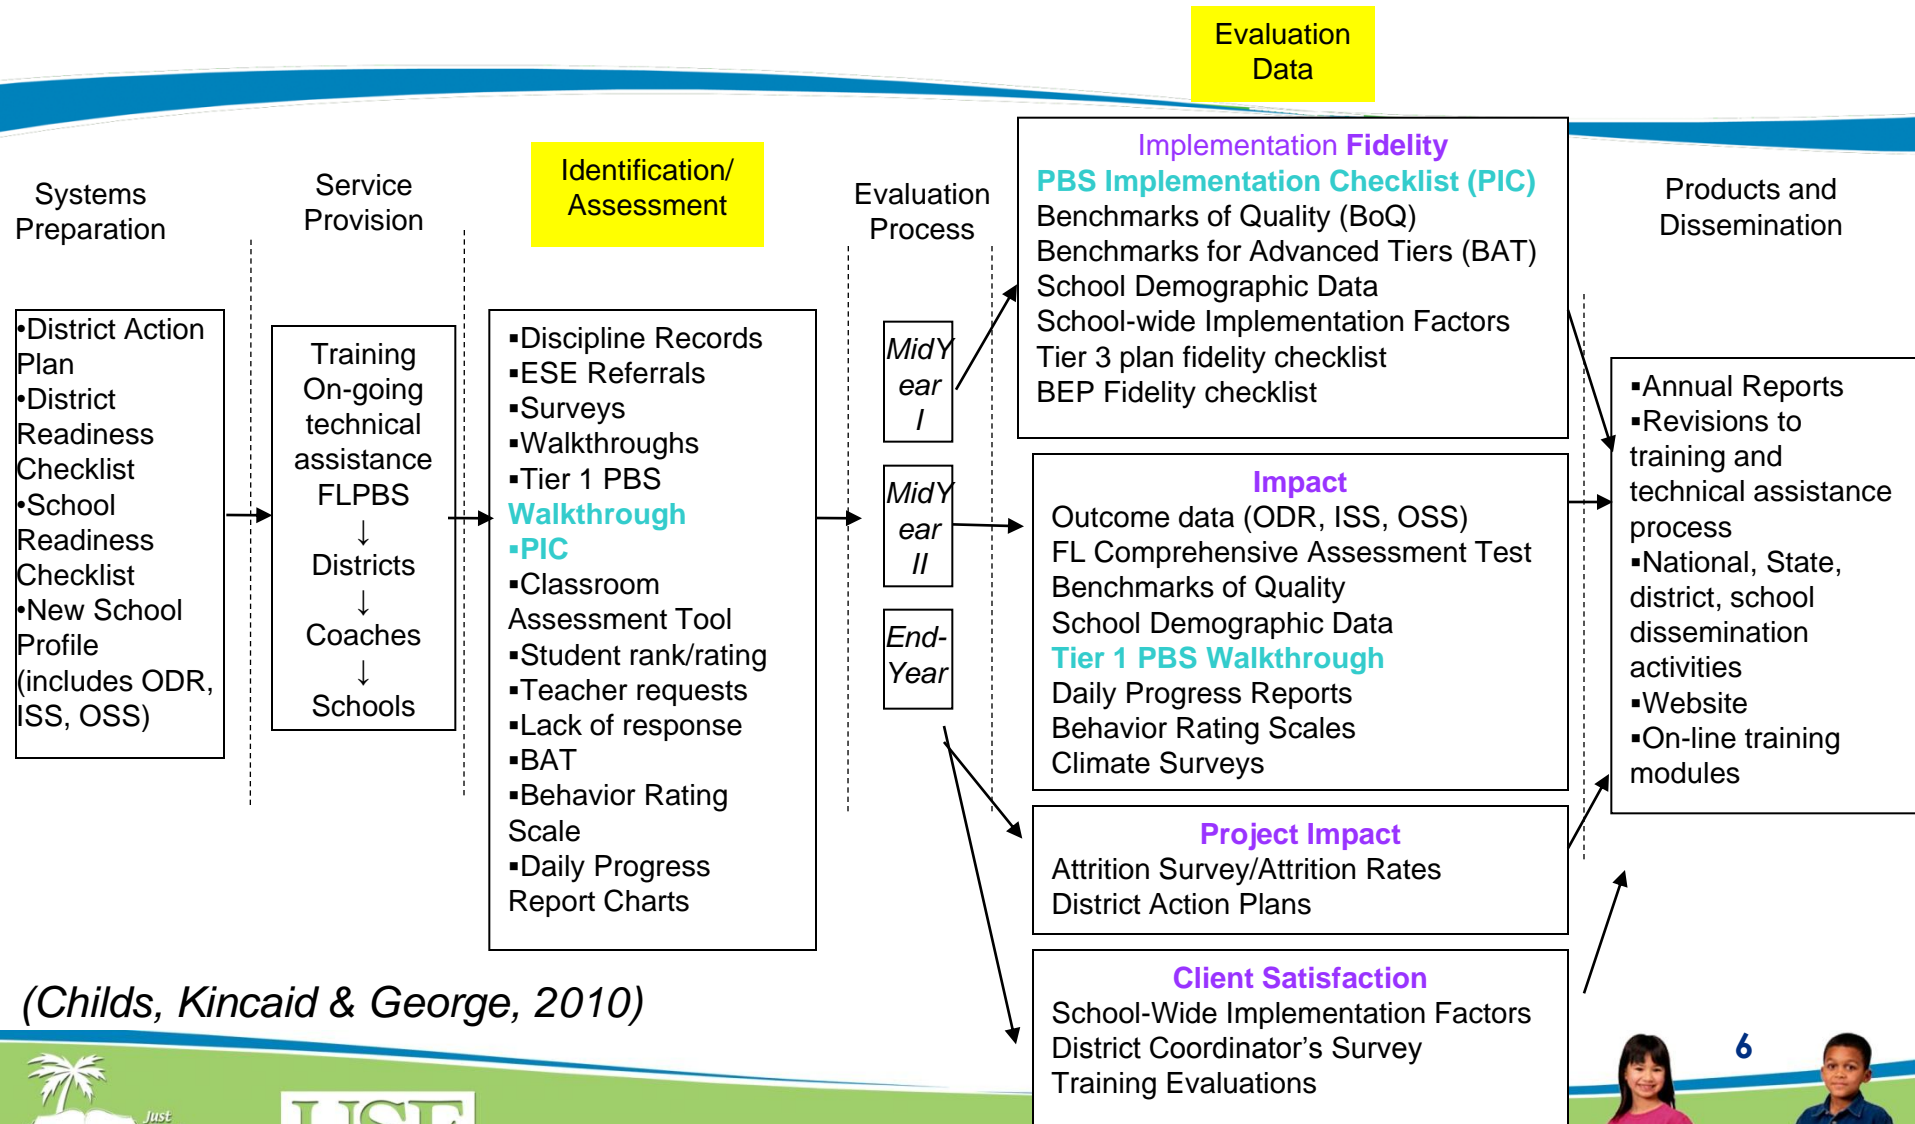 Evaluation
Data
Systems
Preparation
Service
Provision
Identification/
Assessment
Evaluation
Process
Products and
Dissemination
•District Action
Plan
•District
Readiness
Checklist
•School
Readiness
Checklist
•New School
Profile
(includes ODR,
ISS, OSS)
Training
On-going
technical
assistance
FLPBS
↓
Districts
↓
Coaches
↓
Schools
▪Discipline Records
▪ESE Referrals
▪Surveys
▪Walkthroughs
▪Tier 1 PBS
Walkthrough
▪PIC
▪Classroom
Assessment Tool
▪Student rank/rating
▪Teacher requests
▪Lack of response
▪BAT
▪Behavior Rating
Scale
▪Daily Progress
Report Charts
MidY
ear
I
MidY
ear
II
End-
Year
Implementation Fidelity
PBS Implementation Checklist (PIC)
Benchmarks of Quality (BoQ)
Benchmarks for Advanced Tiers (BAT)
School Demographic Data
School-wide Implementation Factors
Tier 3 plan fidelity checklist
BEP Fidelity checklist
Impact
Outcome data (ODR, ISS, OSS)
FL Comprehensive Assessment Test
Benchmarks of Quality
School Demographic Data
Tier 1 PBS Walkthrough
Daily Progress Reports
Behavior Rating Scales
Climate Surveys
Project Impact
Attrition Survey/Attrition Rates
District Action Plans
Client Satisfaction
School-Wide Implementation Factors
District Coordinator's Survey
Training Evaluations
▪Annual Reports
▪Revisions to
training and
technical assistance
process
▪National, State,
district, school
dissemination
activities
▪Website
▪On-line training
modules
(Childs, Kincaid & George, 2010)
Just
USF
6